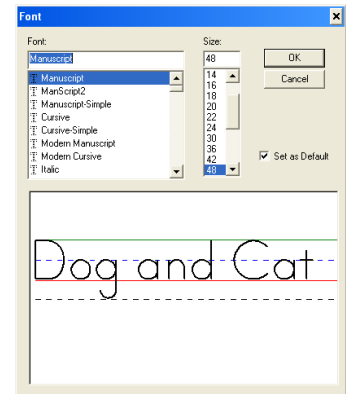 Font
Font:
Manuscript
Manuscript
ManScript2
Manuscript-Simple
Cursive
Cursive-Simple
Modern Manuscript
Modern Cursive
Italic
Size:
48
14
16
18
20
22
24
30
36
42
48
OK
Cancel
Set as Default
Dog and Cat